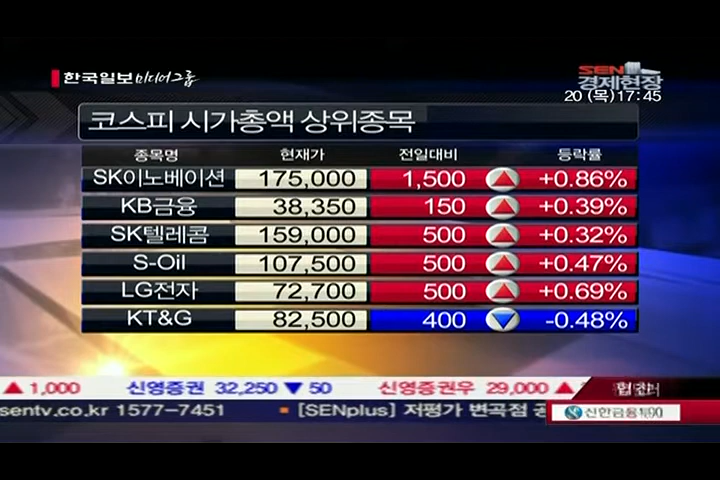 한국일보 미디어그룹
SEN
경제현장
20 (목) 17:45
코스피 시가총액 상위종목
종목명 현재가 전일대비 등락률
SK이노베이션 175,000 1,500 ▲ +0.86%
KB금융 38,350 150 ▲ +0.39%
SK텔레콤 159,000 500 ▲ +0.32%
S-Oil 107,500 500 ▲ +0.47%
LG전자 72,700 500 ▲ +0.69%
KT&G 82,500 400 ▼ -0.48%
▲ 1,000 신영증권 32,250 ▼ 50 신영증권우 29,000 ▲
sentv.co.kr 1577-7451 ▪ [SENplus] 저평가 변곡점 공
신한금융투자